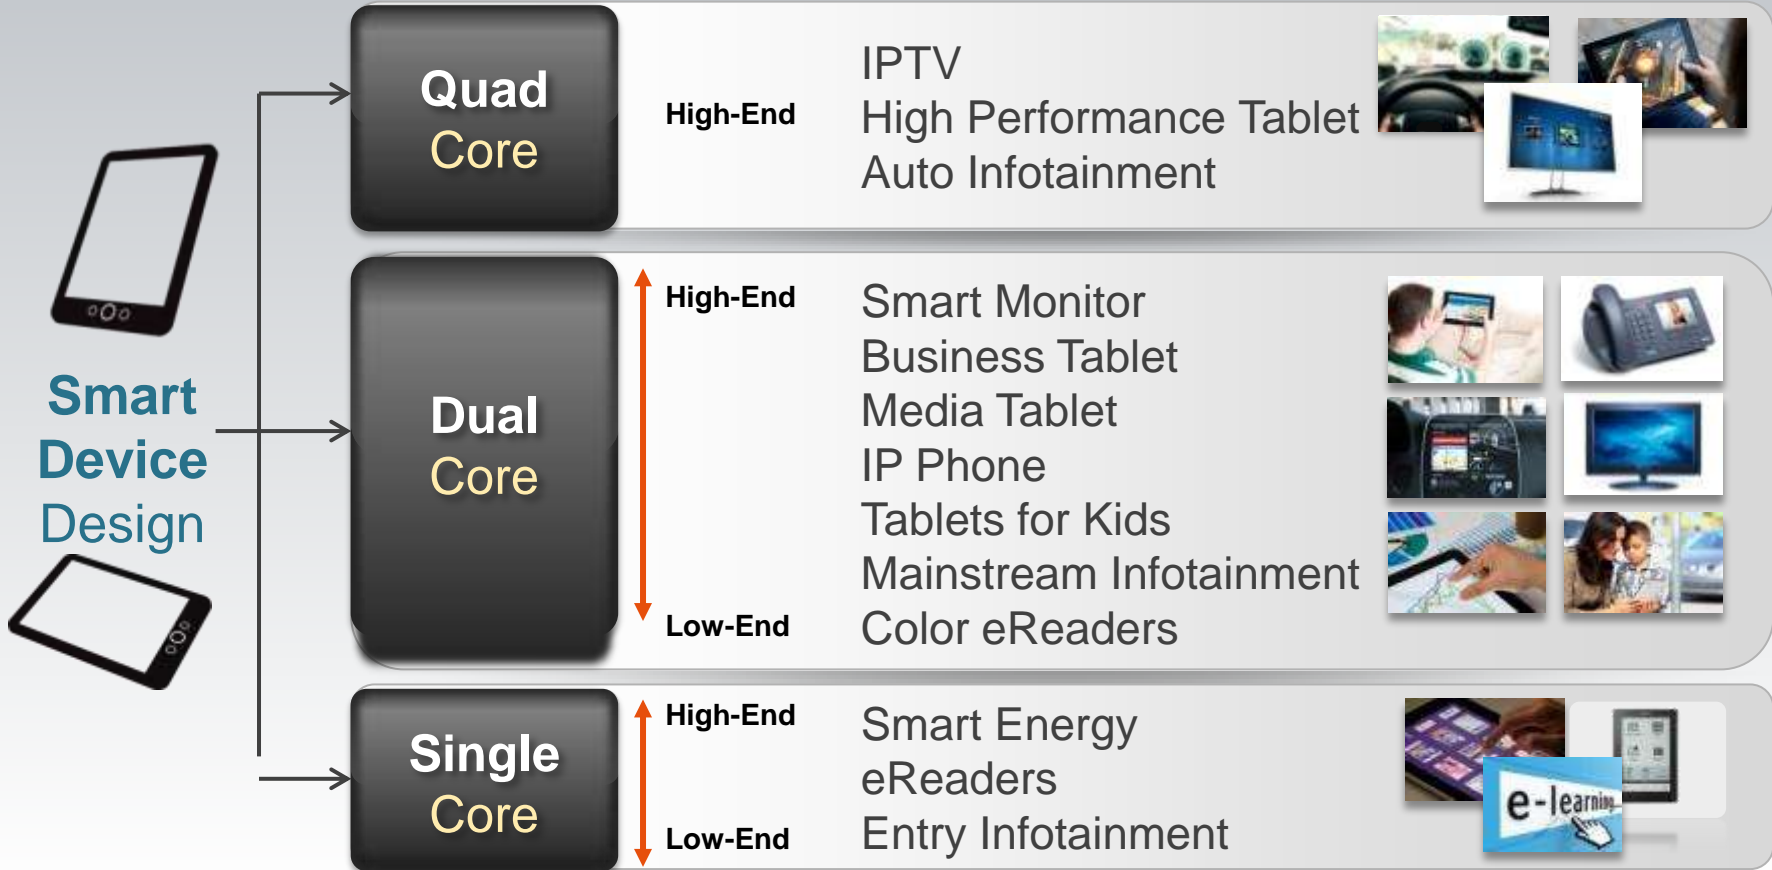 Smart
Device
Design
Quad
Core
High-End
IPTV
High Performance Tablet
Auto Infotainment
Dual
Core
High-End
Low-End
Smart Monitor
Business Tablet
Media Tablet
IP Phone
Tablets for Kids
Mainstream Infotainment
Color eReaders
Single
Core
High-End
Low-End
Smart Energy
eReaders
Entry Infotainment
e-learning